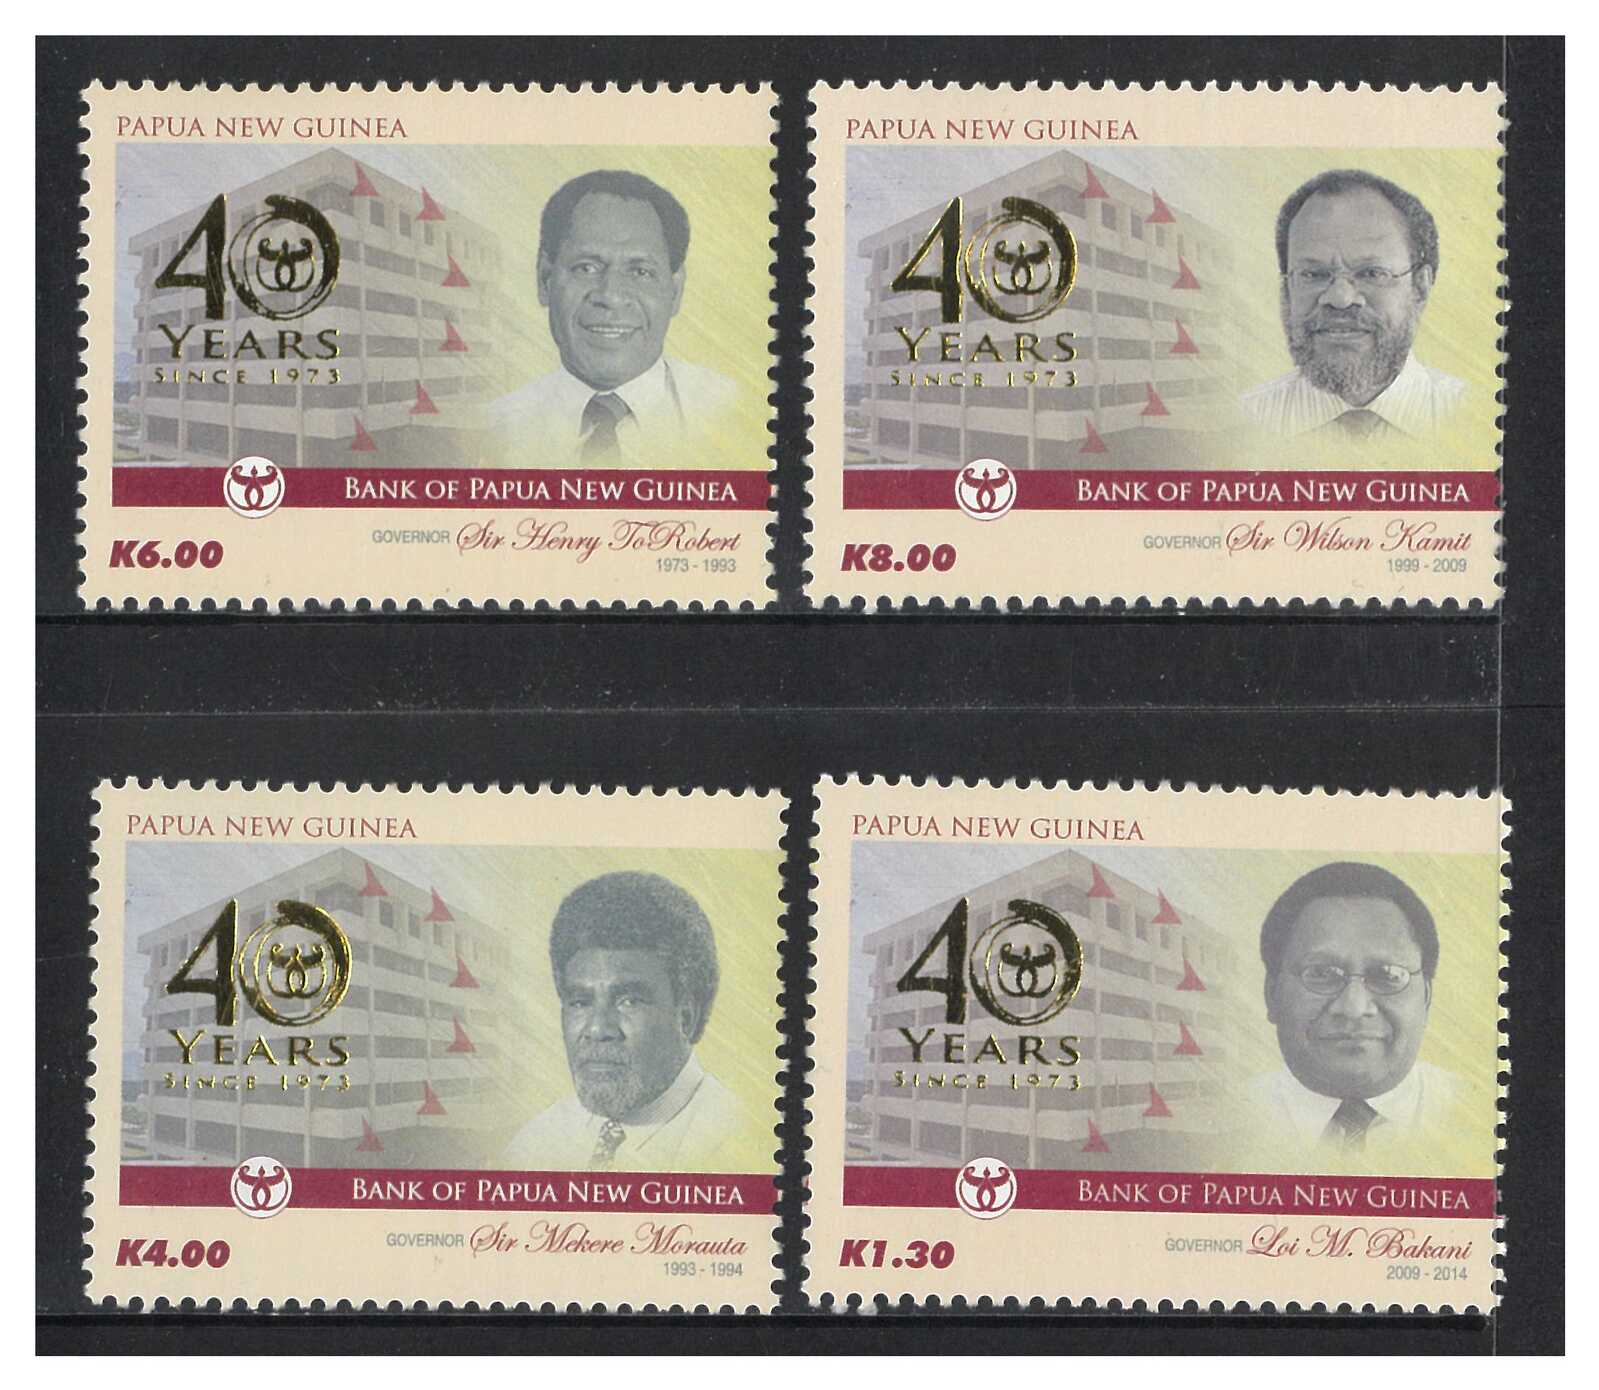 PAPUA NEW GUINEA
40
YEARS
SINCE 1973
BANK OF PAPUA NEW GUINEA
K6.00
GOVERNOR Sir Henry ToRobert
1973 - 1993
PAPUA NEW GUINEA
40
YEARS
SINCE 1973
BANK OF PAPUA NEW GUINEA
K8.00
GOVERNOR Sir Wilson Kamit
1999 - 2009
PAPUA NEW GUINEA
40
YEARS
SINCE 1973
BANK OF PAPUA NEW GUINEA
K4.00
GOVERNOR Sir Mekere Morauta
1993 - 1994
PAPUA NEW GUINEA
40
YEARS
SINCE 1973
BANK OF PAPUA NEW GUINEA
K1.30
GOVERNOR Loi M. Bakani
2009 - 2014